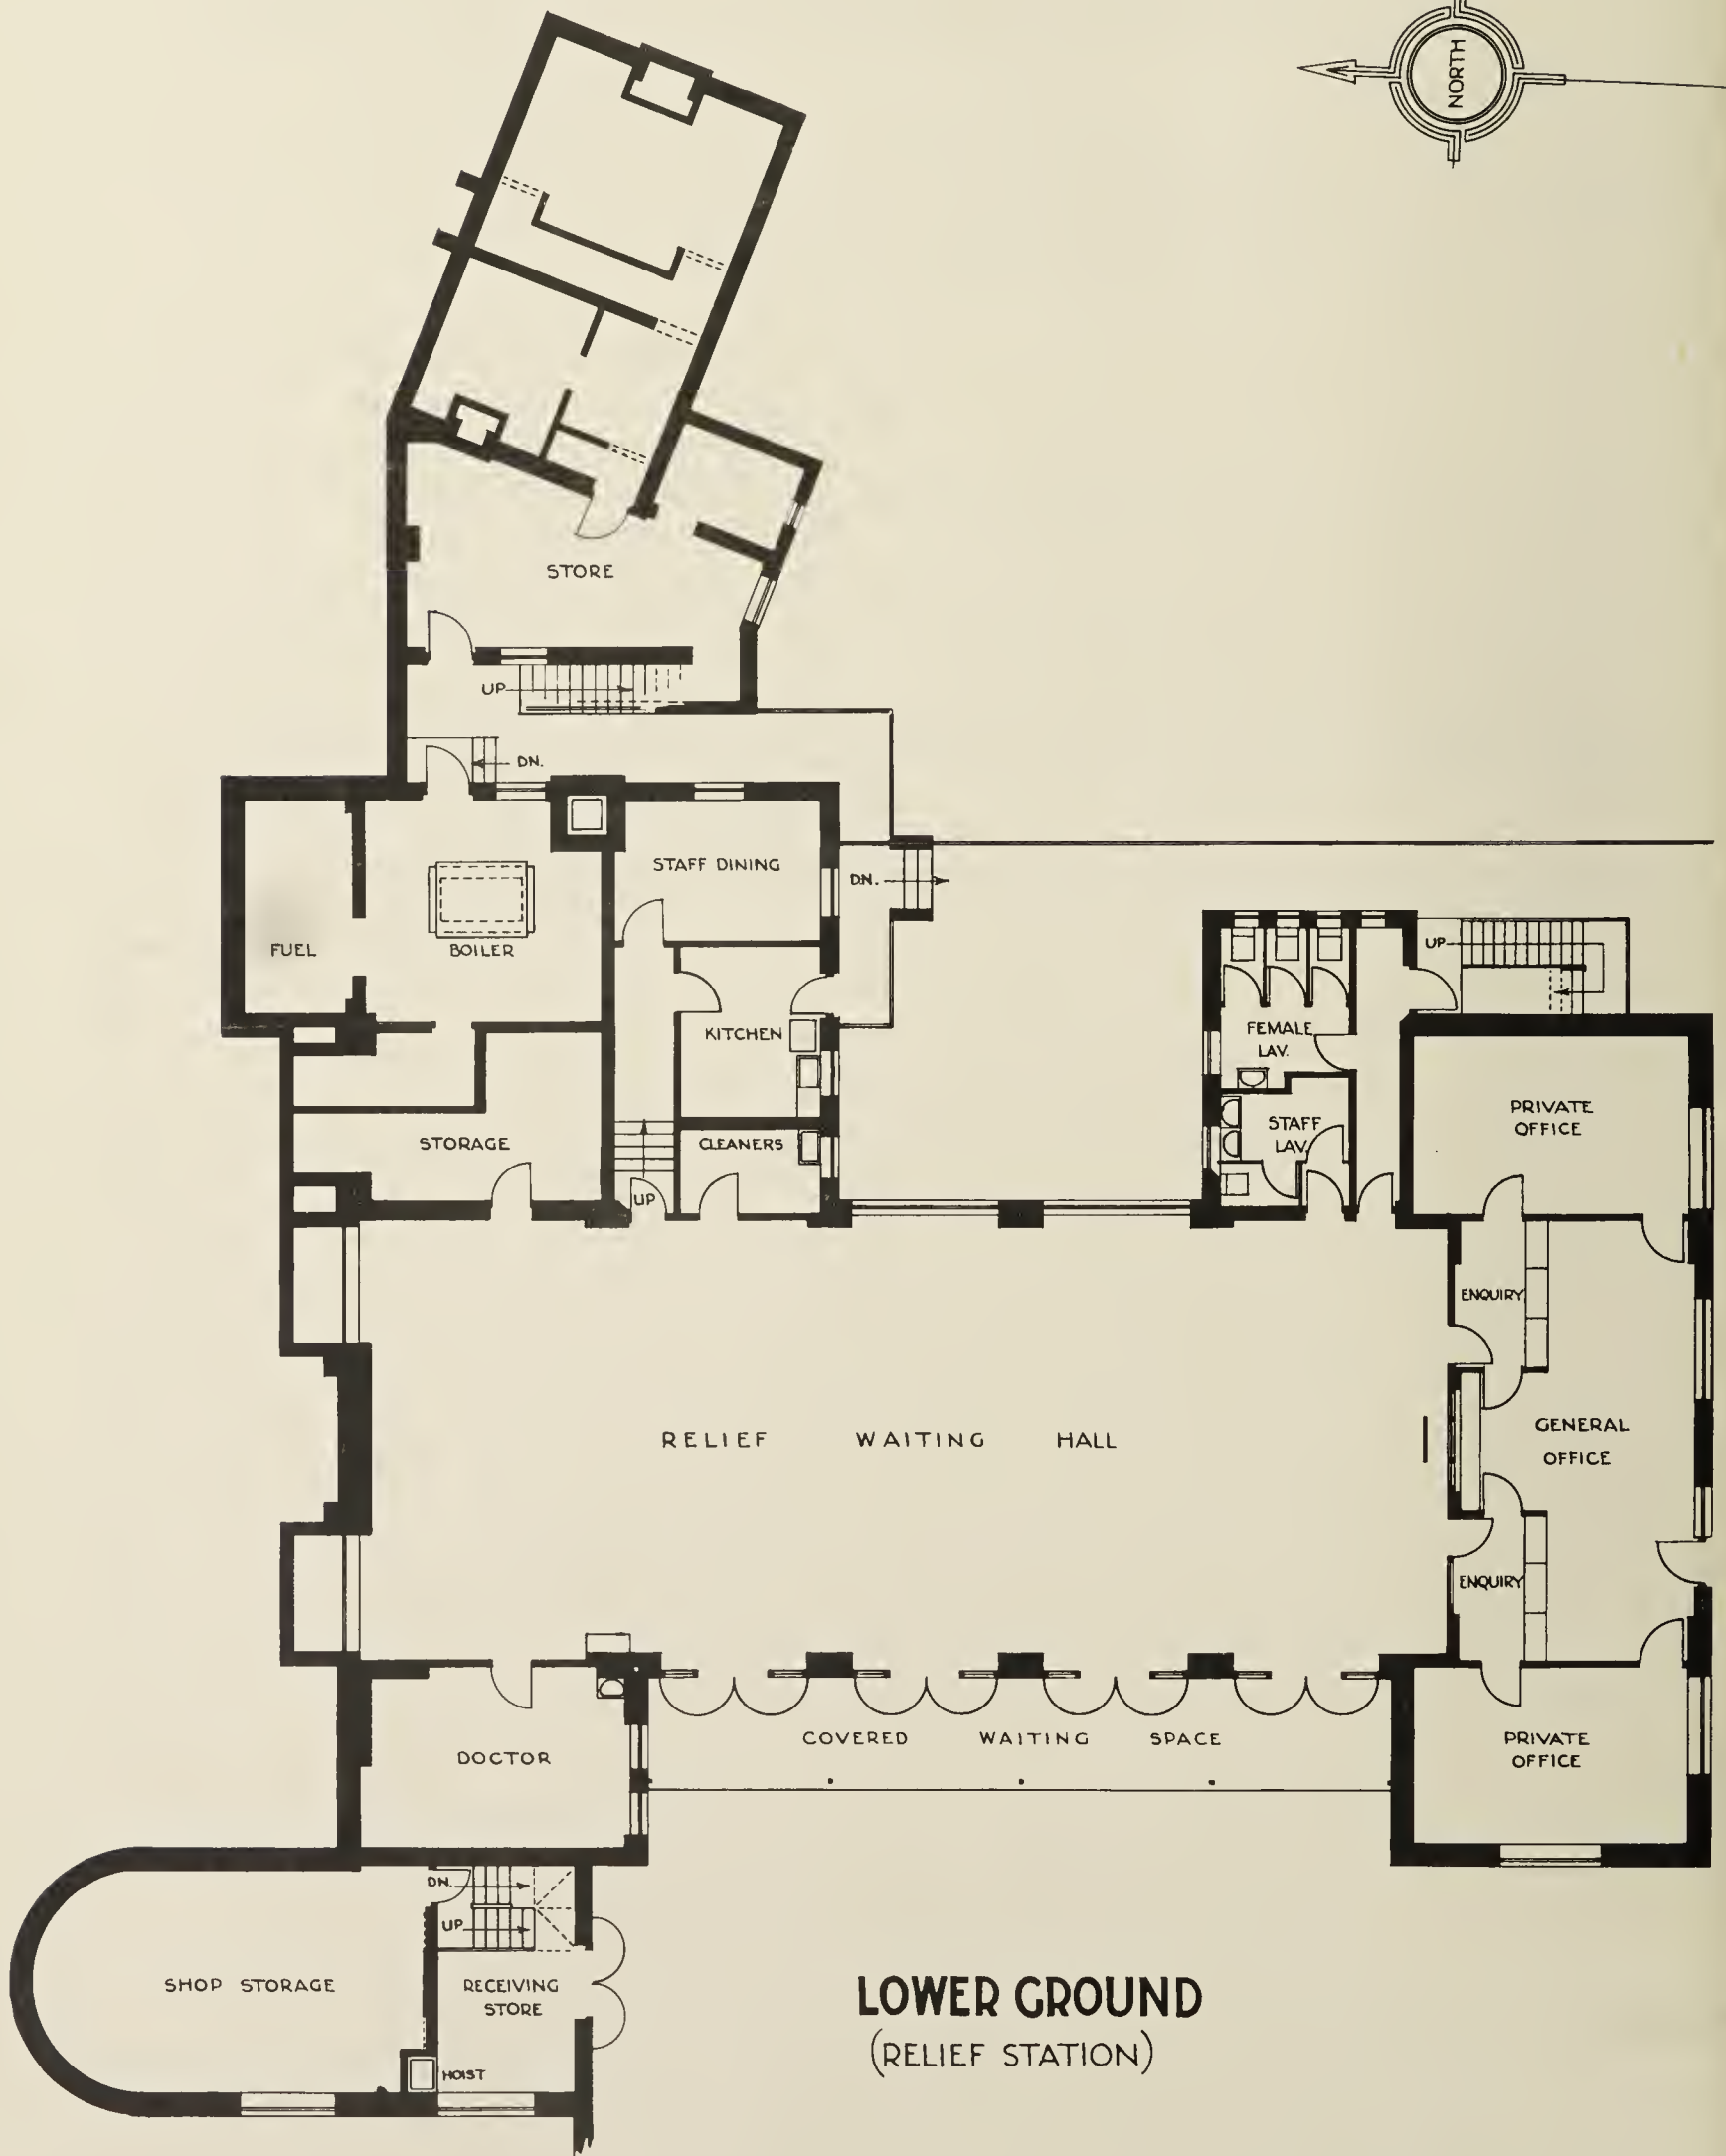 NORTH
STORE
UP
DN.
STAFF DINING
DN.
FUEL
BOILER
UP
KITCHEN
FEMALE
LAV.
STORAGE
CLEANERS
STAFF
LAV.
PRIVATE
OFFICE
UP
ENQUIRY
RELIEF WAITING HALL
GENERAL
OFFICE
ENQUIRY
COVERED WAITING SPACE
DOCTOR
PRIVATE
OFFICE
DN.
UP
SHOP STORAGE
RECEIVING
STORE
HOIST
LOWER GROUND
(RELIEF STATION)